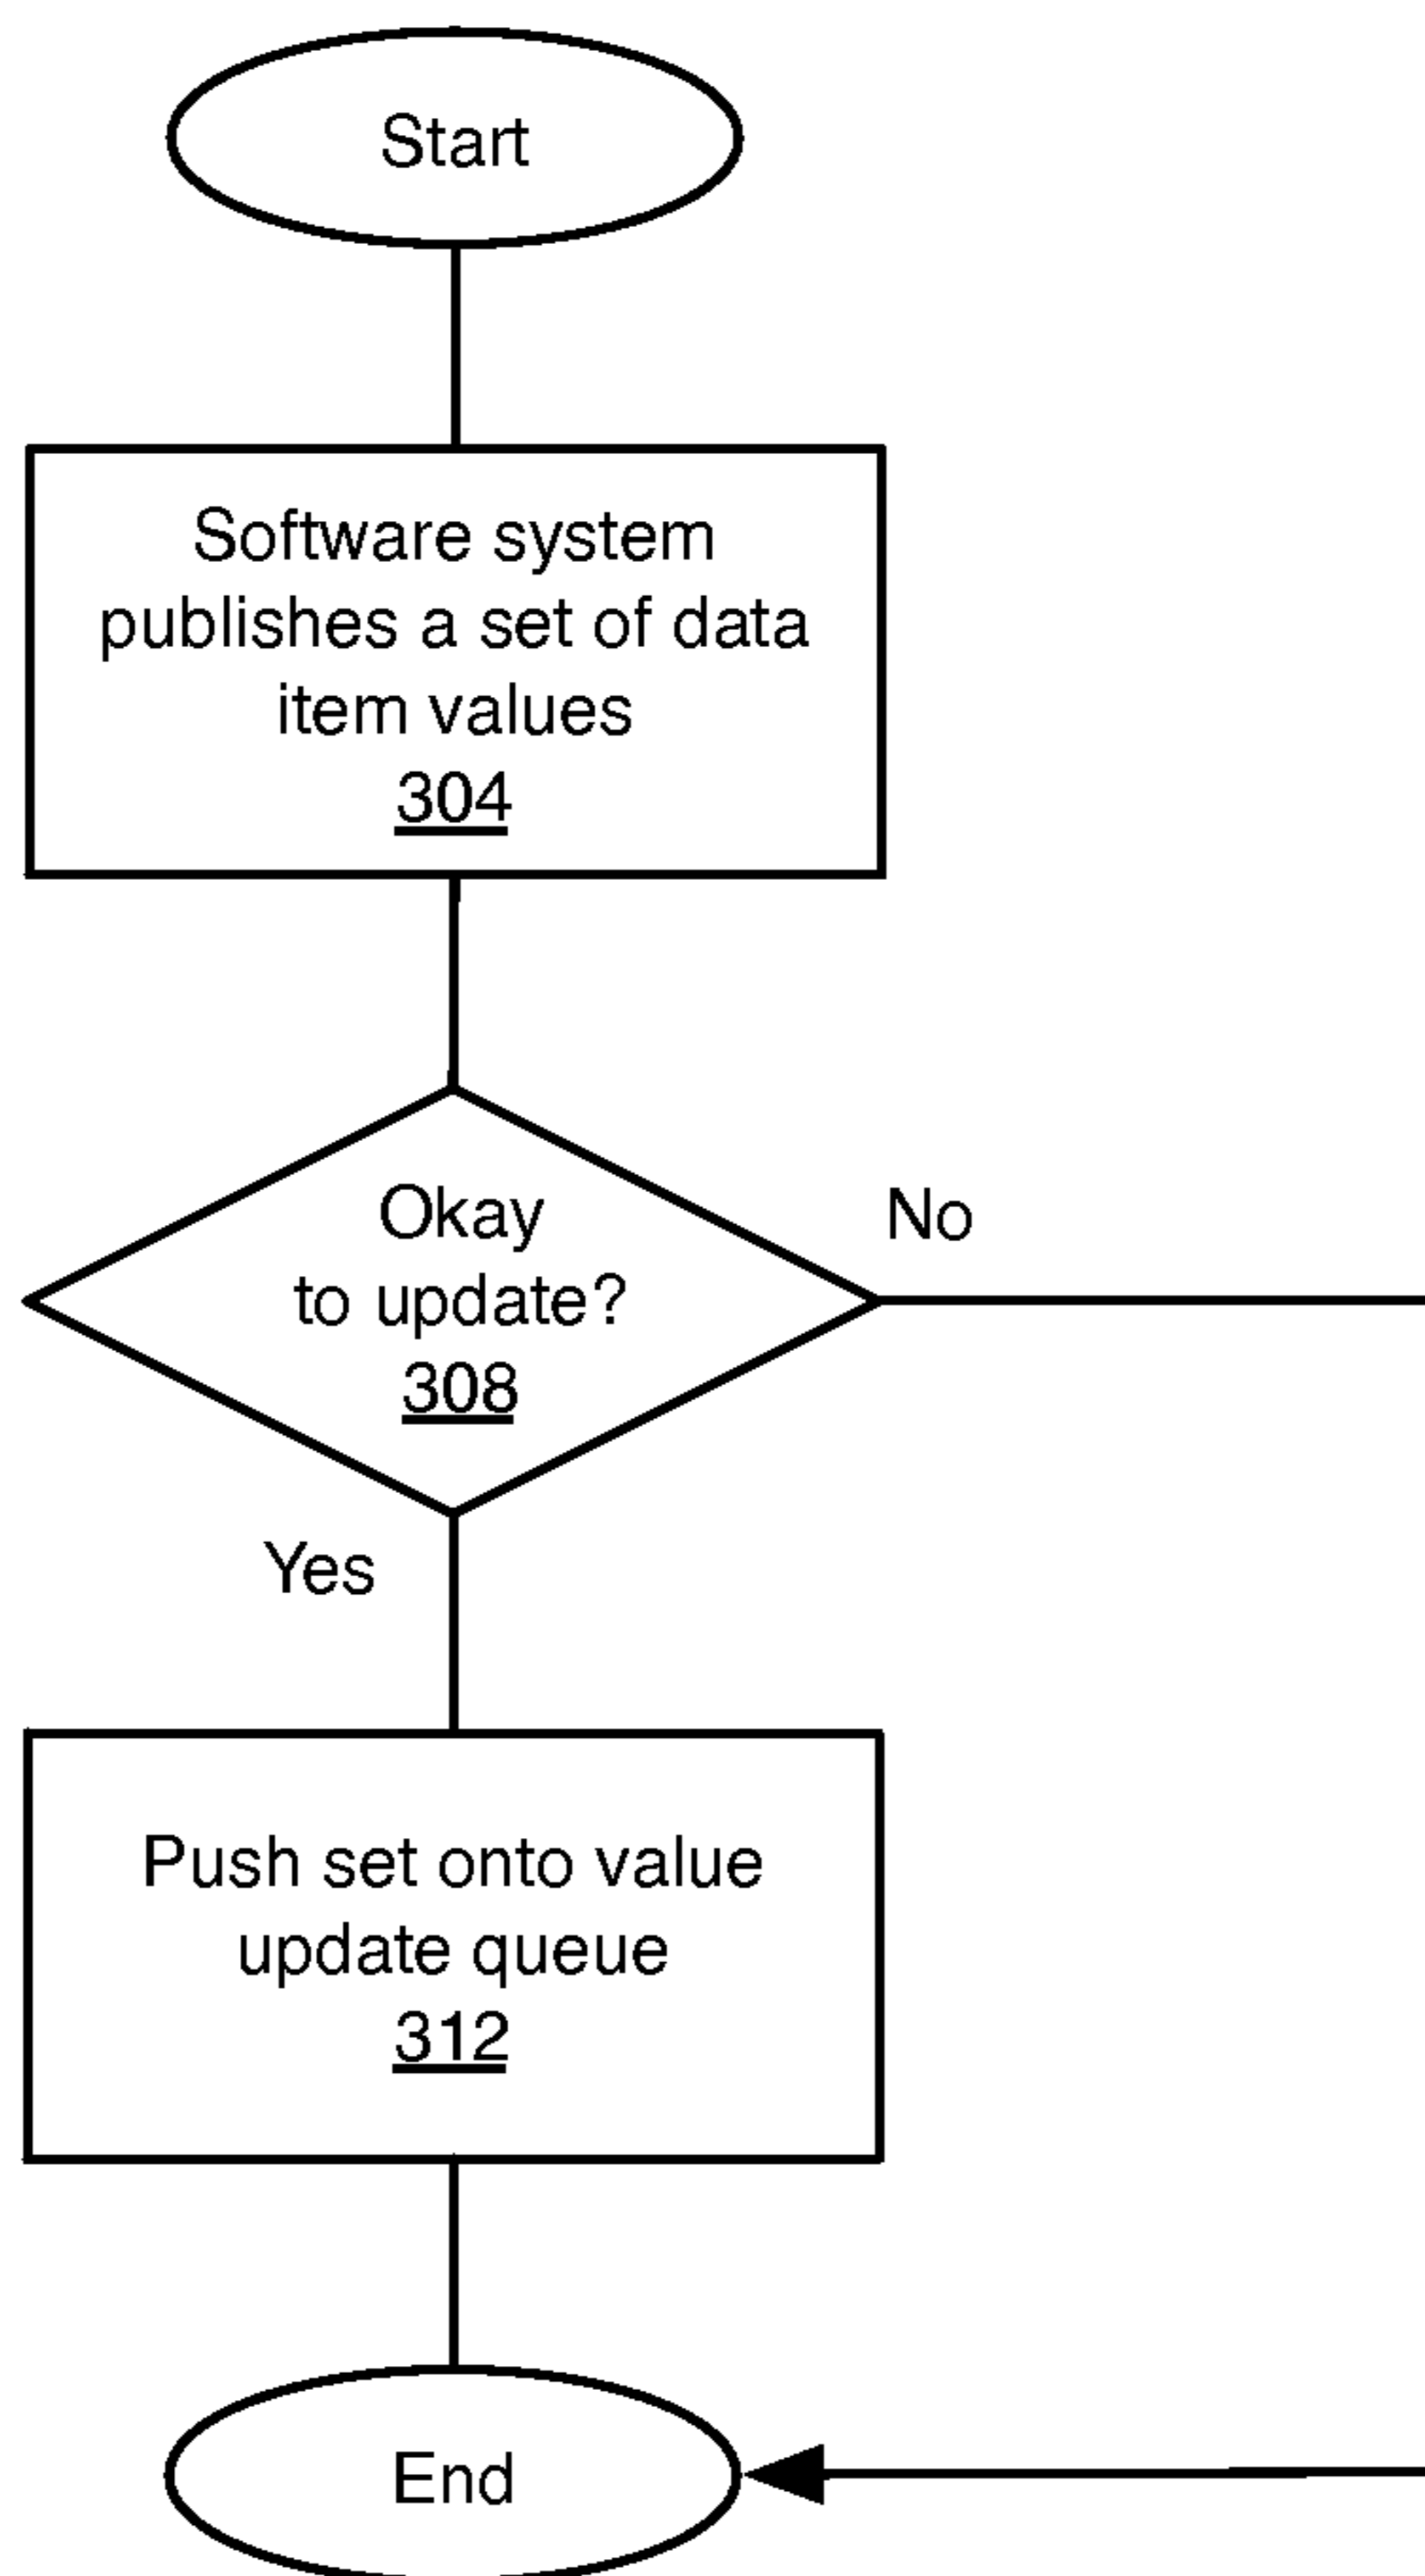 Start
Software system
publishes a set of data
item values
304
Okay
to update?
308
No
Yes
Push set onto value
update queue
312
End